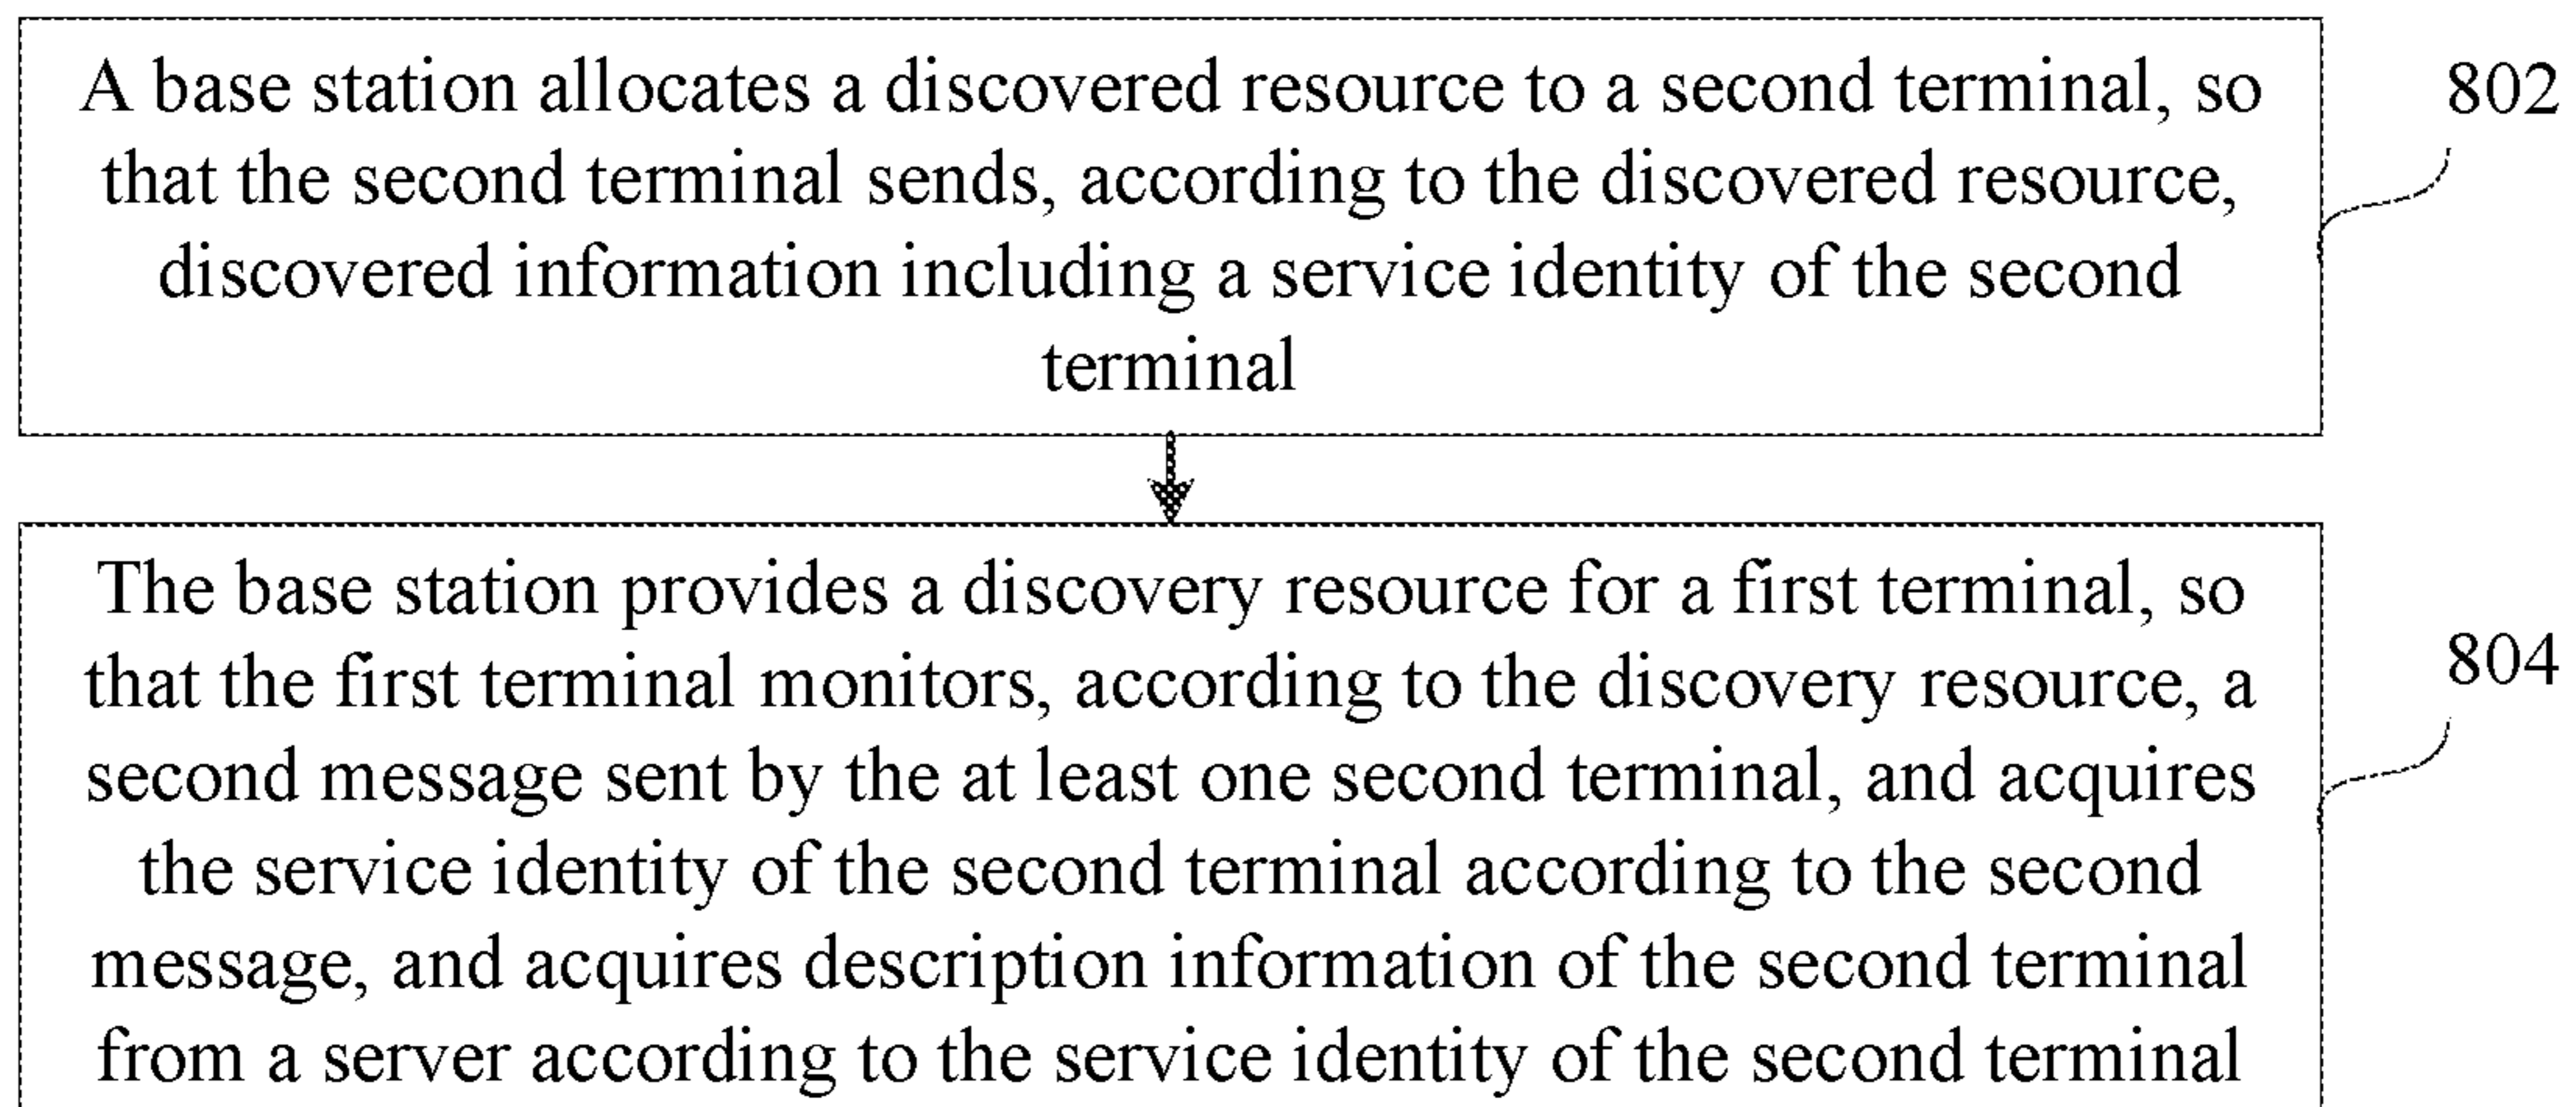 A base station allocates a discovered resource to a second terminal, so
802
that the second terminal sends, according to the discovered resource,
discovered information including a service identity of the second
terminal
The base station provides a discovery resource for a first terminal, so
that the first terminal monitors, according to the discovery resource, a
804
second message sent by the at least one second terminal, and acquires
the service identity of the second terminal according to the second
message, and acquires description information of the second terminal
from a server according to the service identity of the second terminal